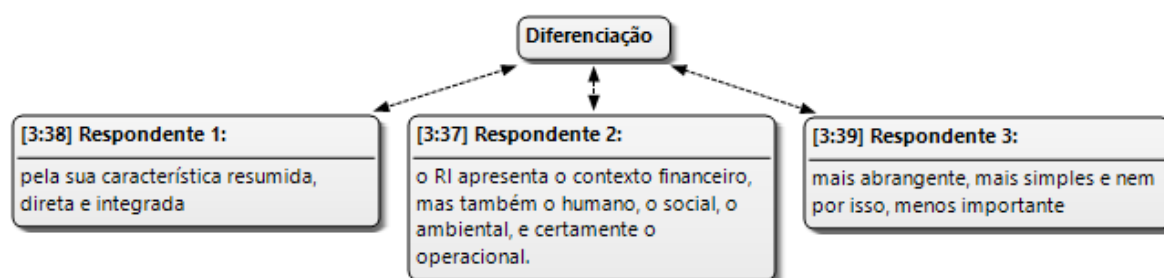 Diferenciação
[3:38] Respondente 1:
pela sua característica resumida,
direta e integrada
[3:37] Respondente 2:
o RI apresenta o contexto financeiro,
mas também o humano, o social, o
ambiental, e certamente o
operacional.
[3:39] Respondente 3:
mais abrangente, mais simples e nem
por isso, menos importante